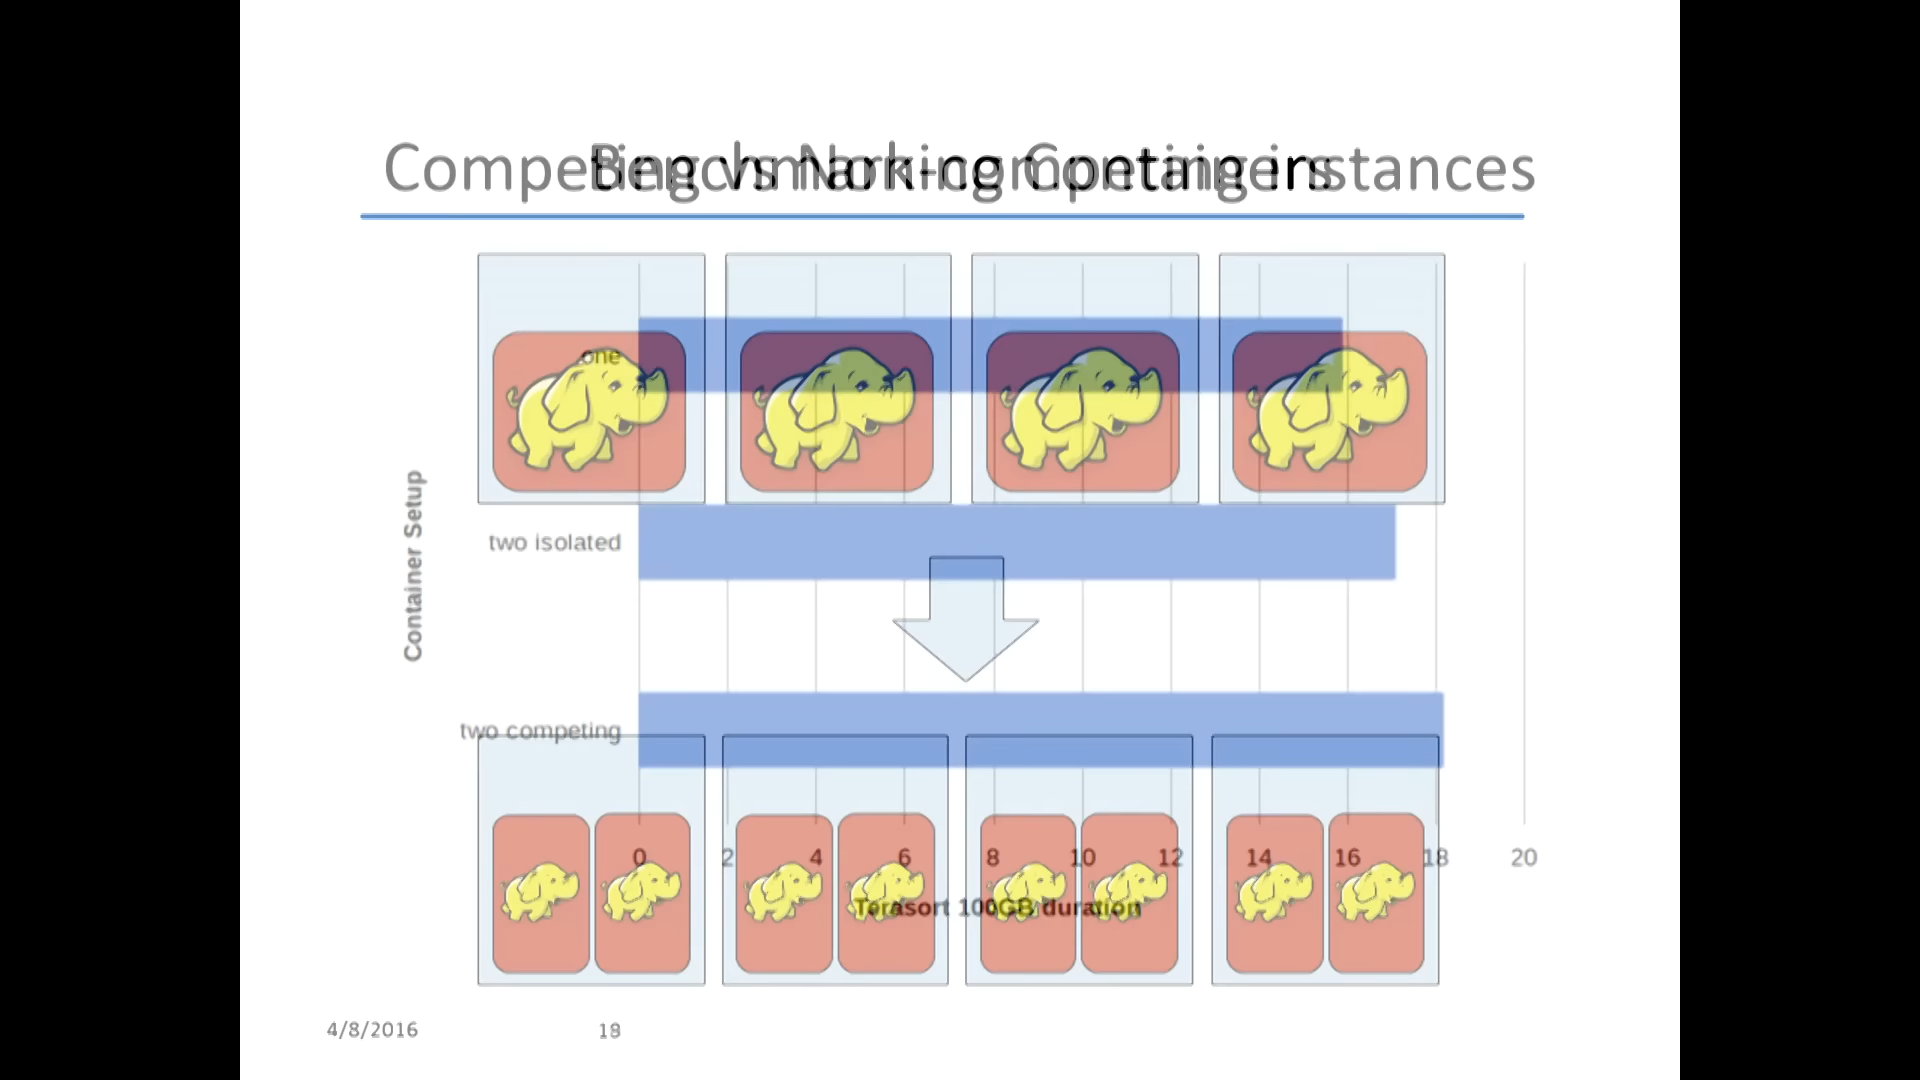 Competing vs Non-competing instances
Benchmarking Containers
one
Container Setup
two isolated
two competing
0 2 4 6 8 10 12 14 16 18 20
Terasort 100GB duration
4/8/2016